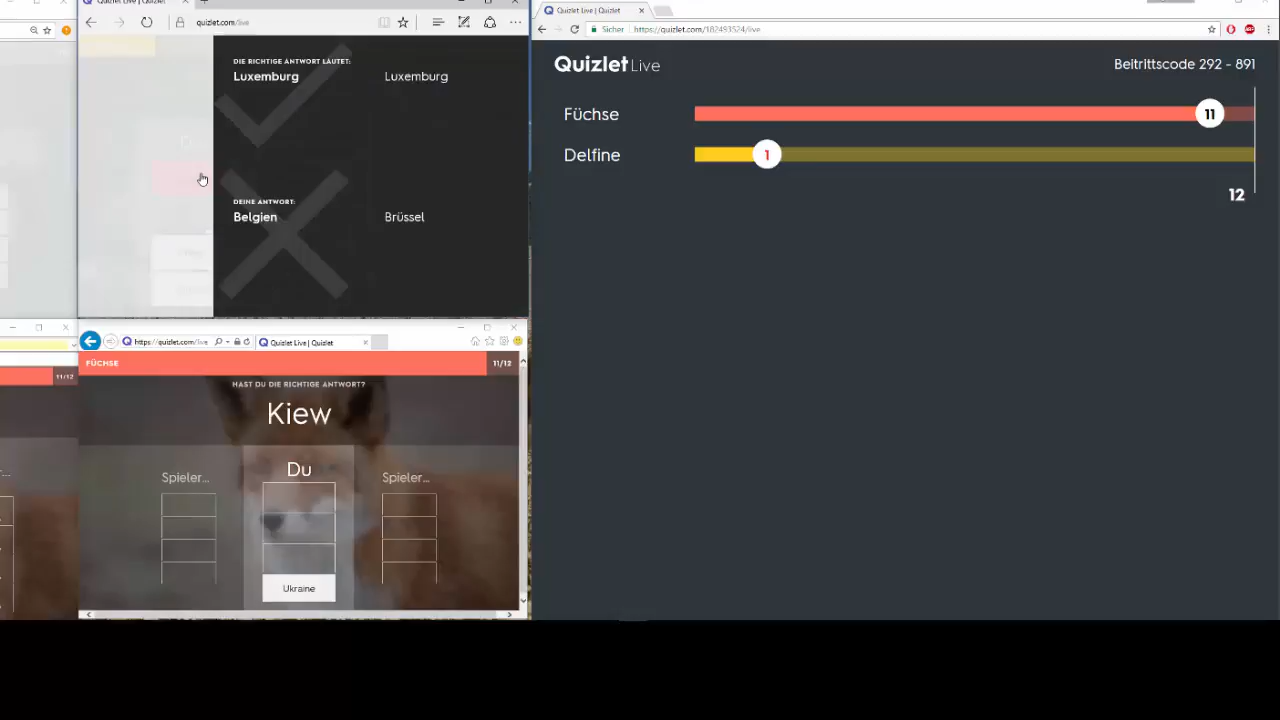 Quizlet Live | Quizlet
quizlet.com/live
DIE RICHTIGE ANTWORT LAUTET:
Luxemburg Luxemburg
DEINE ANTWORT:
Belgien Brüssel
https://quizlet.com/live
Quizlet Live | Quizlet
11/12
FÜCHSE 11/12
HAST DU DIE RICHTIGE ANTWORT?
Kiew
Spieler... Du Spieler...
Ukraine
Quizlet Live | Quizlet
Sicher https://quizlet.com/182493524/live
Quizlet Live Beitrittscode 292 - 891
Füchse 11
Delfine 1
12